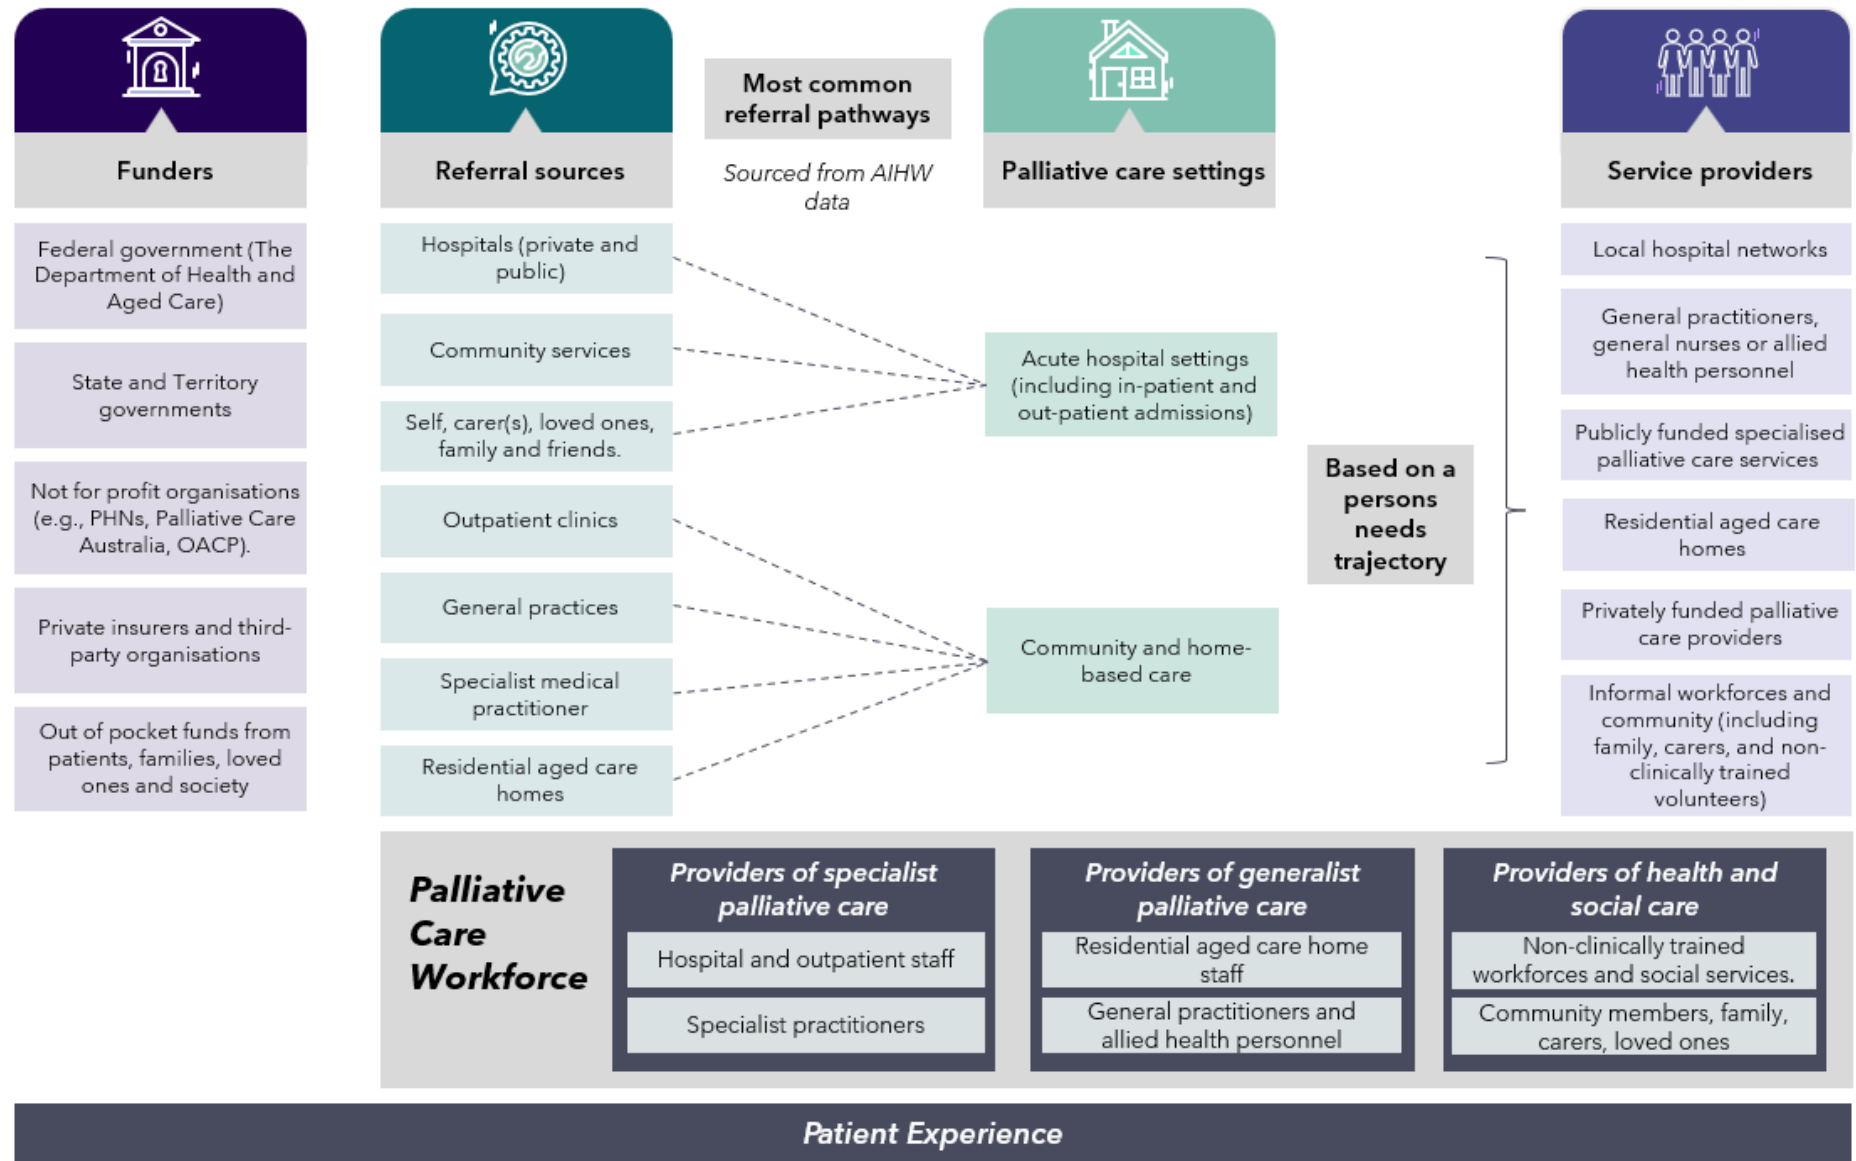 Funders
Federal government (The
Department of Health and
Aged Care)
State and Territory
governments
Not for profit organisations
(e.g., PHNs, Palliative Care
Australia, OACP).
Private insurers and third-
party organisations
Out of pocket funds from
patients, families, loved
ones and society
Referral sources
Hospitals (private and
public)
Community services
Self, carer(s), loved ones,
family and friends.
Outpatient clinics
General practices
Specialist medical
practitioner
Residential aged care
homes
Most common
referral pathways
Sourced from AIHW
data
Palliative care settings
Acute hospital settings
(including in-patient and
out-patient admissions)
Community and home-
based care
Based on a
persons
needs
trajectory
Service providers
Local hospital networks
General practitioners,
general nurses or allied
health personnel
Publicly funded specialised
palliative care services
Residential aged care
homes
Privately funded palliative
care providers
Informal workforces and
community (including
family, carers, and non-
clinically trained
volunteers)
Palliative
Care
Workforce
Providers of specialist
palliative care
Hospital and outpatient staff
Specialist practitioners
Providers of generalist
palliative care
Residential aged care home
staff
General practitioners and
allied health personnel
Providers of health and
social care
Non-clinically trained
workforces and social services.
Community members, family,
carers, loved ones
Patient Experience